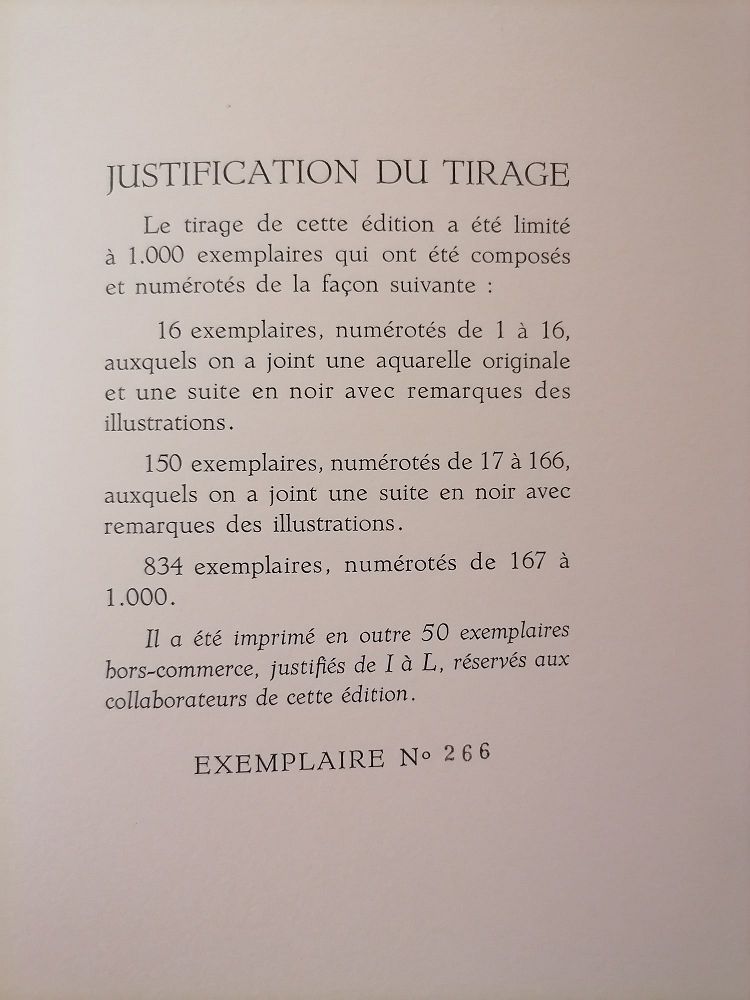 JUSTIFICATION DU TIRAGE
Le tirage de cette édition a été limité
à 1.000 exemplaires qui ont été composés
et numérotés de la façon suivante :
16 exemplaires, numérotés de 1 à 16,
auxquels on a joint une aquarelle originale
et une suite en noir avec remarques des
illustrations.
150 exemplaires, numérotés de 17 à 166,
auxquels on a joint une suite en noir avec
remarques des illustrations.
834 exemplaires, numérotés de 167 à
1.000.
Il a été imprimé en outre 50 exemplaires
hors-commerce, justifiés de I à L, réservés aux
collaborateurs de cette édition.
EXEMPLAIRE Nº 266